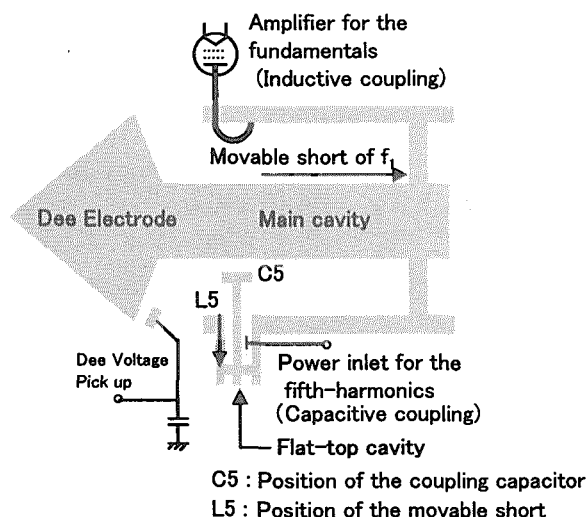 Amplifier for the
fundamentals
(Inductive coupling)
Movable short of f1
Dee Electrode
Main cavity
C5
L5
Dee Voltage
Pick up
Power inlet for the
fifth-harmonics
(Capacitive coupling)
Flat-top cavity
C5 : Position of the coupling capacitor
L5 : Position of the movable short